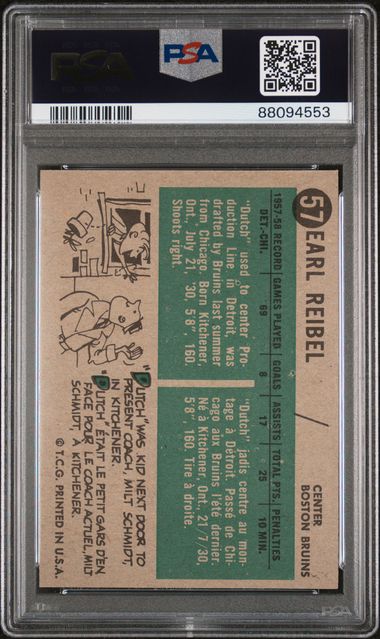 PSA
PSA
88094553
57 EARL REIBEL
CENTER
BOSTON BRUINS
1957-58 RECORD GAMES PLAYED GOALS ASSISTS TOTAL PTS. PENALTIES
DET.-CHI. 69 8 17 25 10 MIN.
"Dutch" used to center Pro-
duction Line in Detroit, was
drafted by Bruins last summer
from Chicago. Born Kitchener,
Ont., July 21, '30, 5'8" 160.
Shoots right.
"Dutch" jadis centre au 'mon-
tage à Détroit. Passé de Chi-
cago aux Bruins l'été dernier.
Né à Kitchener, Ont., 21/7/30,
5'8", 160. Tire à droite.
"DUTCH" WAS KID NEXT DOOR TO
PRESENT COACH, MILT SCHMIDT,
IN KITCHENER.
"DUTCH" ÉTAIT LE PETIT GARS D'EN
FACE POUR LE COACH ACTUEL, MILT
SCHMIDT, À KITCHENER.
© T.C.G. PRINTED IN U.S.A.
PSA